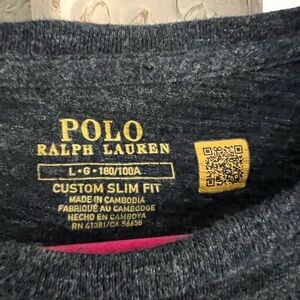 POLO
RALPH LAUREN
L • G • 180/100A
CUSTOM SLIM FIT
MADE IN CAMBODIA
FABRIQUÉ AU CAMBODGE
HECHO EN CAMBOYA
RN 41381/CA 56656